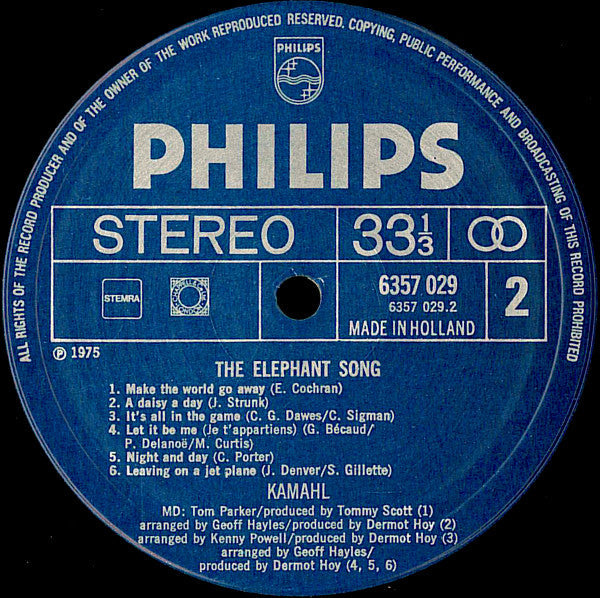 ALL RIGHTS OF THE RECORD PRODUCER AND OF THE OWNER OF THE WORK REPRODUCED RESERVED. COPYING, PUBLIC PERFORMANCE AND BROADCASTING OF THIS RECORD PROHIBITED
PHILIPS
PHILIPS
STEREO 33 1/3
STEMRA
6357 029
6357 029.2
MADE IN HOLLAND
2
Ⓟ 1975
THE ELEPHANT SONG
1. Make the world go away (E. Cochran)
2. A daisy a day (J. Strunk)
3. It's all in the game (C. G. Dawes/C. Sigman)
4. Let it be me (Je t'appartiens) (G. Bécaud/
P. Delanoë/M. Curtis)
5. Night and day (C. Porter)
6. Leaving on a jet plane (J. Denver/S. Gillette)
KAMAHL
MD: Tom Parker/produced by Tommy Scott (1)
arranged by Geoff Hayles/produced by Dermot Hoy (2)
arranged by Kenny Powell/produced by Dermot Hoy (3)
arranged by Geoff Hayles/
produced by Dermot Hoy (4, 5, 6)